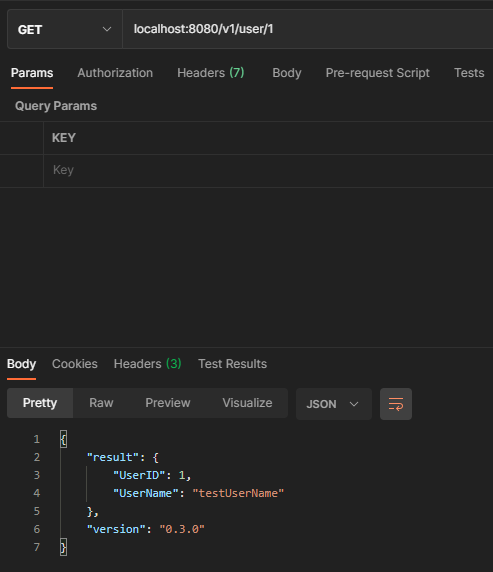 GET localhost:8080/v1/user/1
Params Authorization Headers (7) Body Pre-request Script Tests
Query Params
KEY
Key
Body Cookies Headers (3) Test Results
Pretty Raw Preview Visualize JSON
1 {
2 "result": {
3 "UserID": 1,
4 "UserName": "testUserName"
5 },
6 "version": "0.3.0"
7 }